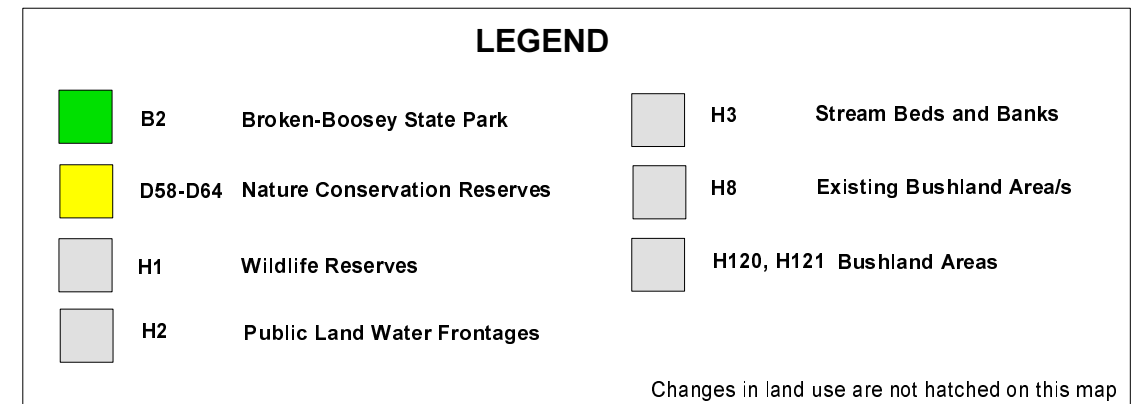 LEGEND
B2 Broken-Boosey State Park
D58-D64 Nature Conservation Reserves
H1 Wildlife Reserves
H2 Public Land Water Frontages
H3 Stream Beds and Banks
H8 Existing Bushland Area/s
H120, H121 Bushland Areas
Changes in land use are not hatched on this map